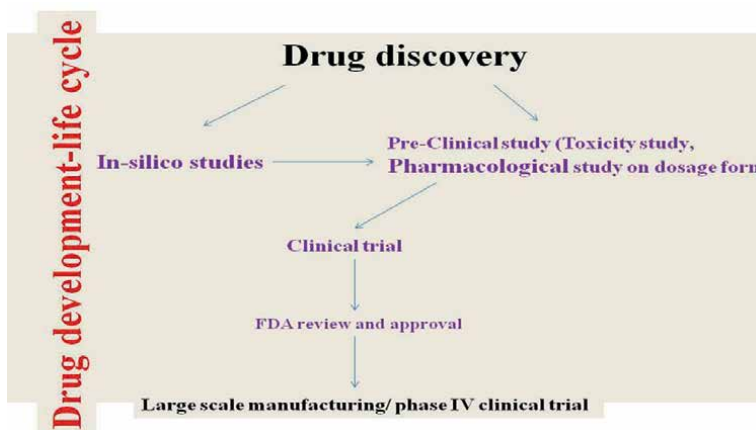 Drug development-life cycle
Drug discovery
In-silico studies
Pre-Clinical study (Toxicity study,
Pharmacological study on dosage form
Clinical trial
FDA review and approval
Large scale manufacturing/ phase IV clinical trial